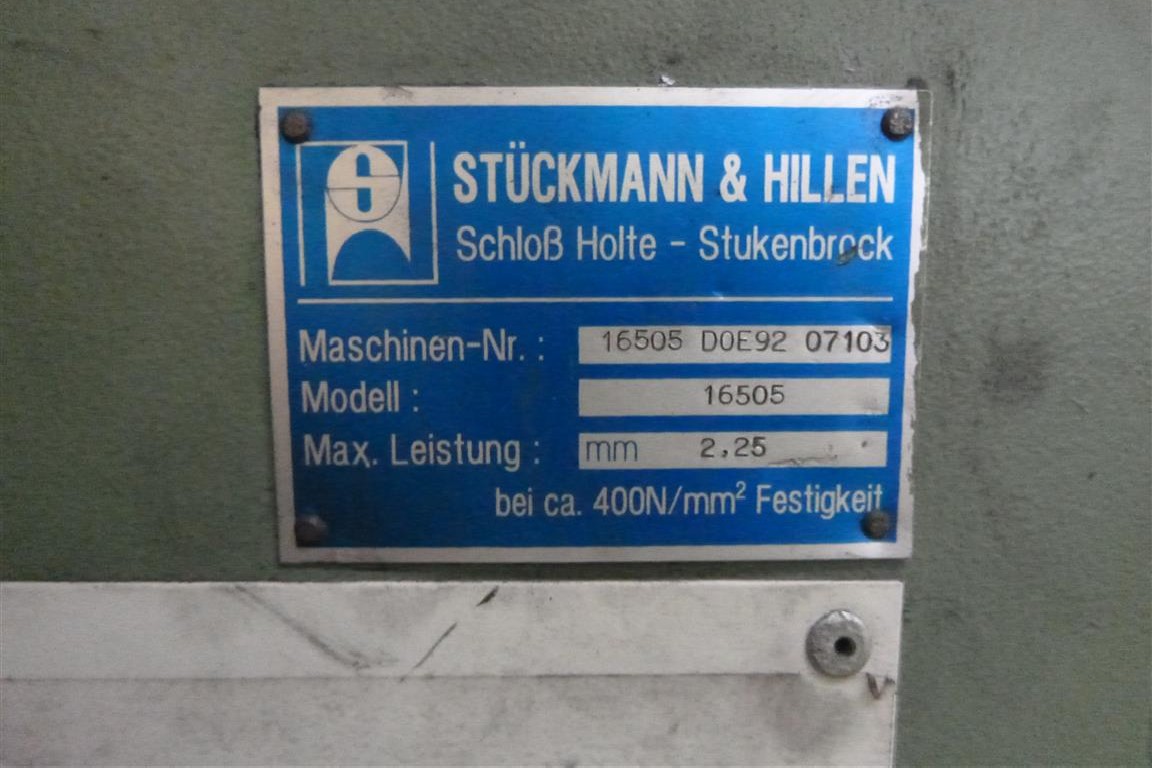 S
STÜCKMANN & HILLEN
Schloß Holte - Stukenbrock
Maschinen-Nr. : 16505 D0E92 07103
Modell : 16505
Max. Leistung : mm 2,25
bei ca. 400N/mm² Festigkeit